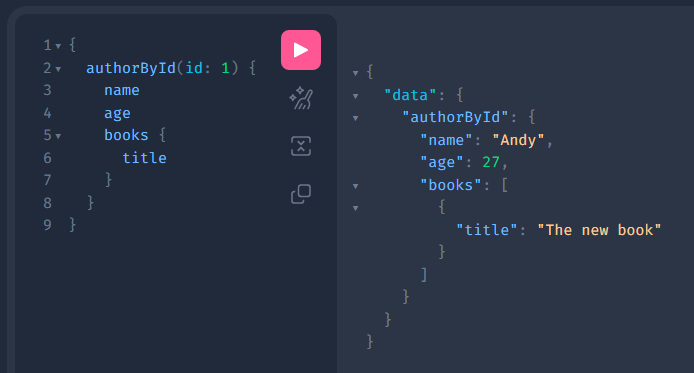 1 {
2 authorById(id: 1) {
3 name
4 age
5 books {
6 title
7 }
8 }
9 }
{
"data": {
"authorById": {
"name": "Andy",
"age": 27,
"books": [
{
"title": "The new book"
}
]
}
}
}